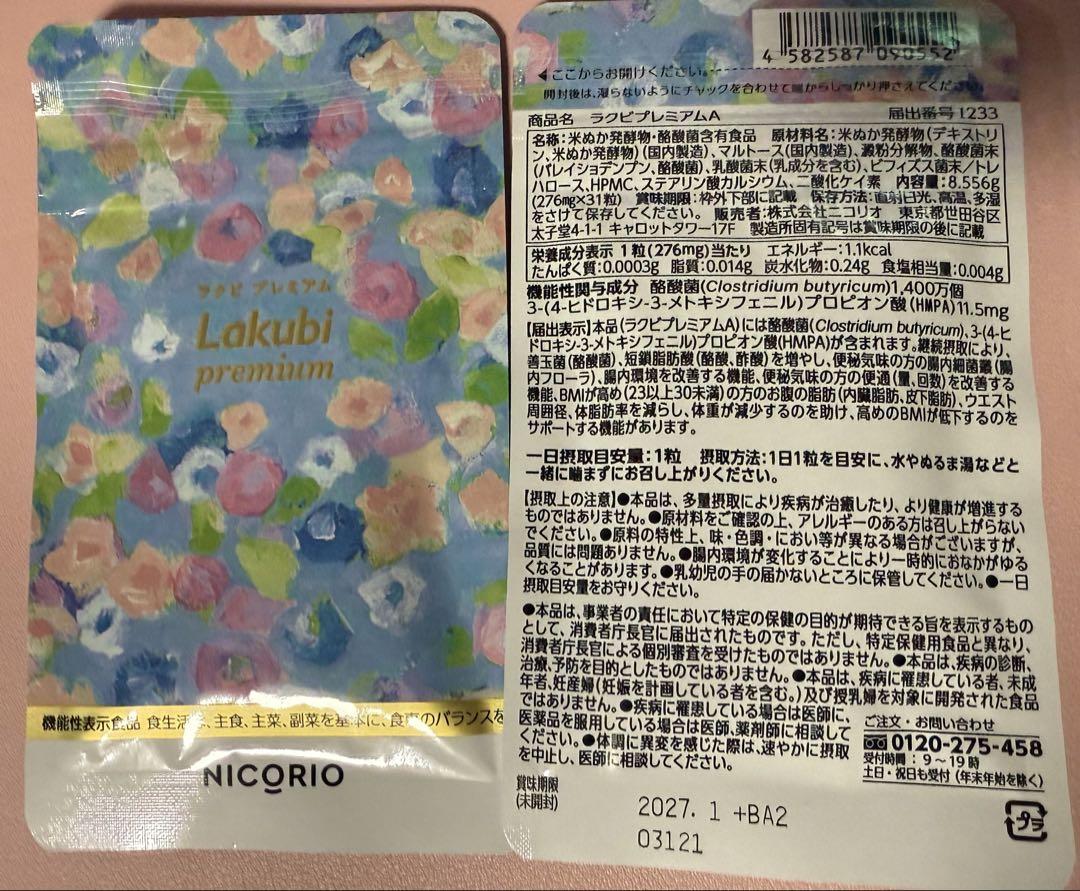 ラクビ プレミアム
Lakubi
premium
機能性表示食品 食生活は、主食、主菜、副菜を基本に、食事のバランスを
NICORIO
4 582587 090552
◀ここからお開けください。
開封後は、湿らないようにチャックを合わせて端からしっかり押さえてください。
商品名 ラクビプレミアムA 届出番号 I233
名称:米ぬか発酵物・酪酸菌含有食品 原材料名:米ぬか発酵物(デキストリ
ン、米ぬか発酵物)(国内製造)、マルトース(国内製造)、澱粉分解物、酪酸菌末
(バレイショデンプン、酪酸菌)、乳酸菌末(乳成分を含む)、ビフィズス菌末/トレ
ハロース、HPMC、ステアリン酸カルシウム、二酸化ケイ素 内容量:8.556g
(276mg×31粒) 賞味期限:枠外下部に記載 保存方法:直射日光、高温、多湿
をさけて保存してください。 販売者:株式会社ニコリオ 東京都世田谷区
太子堂4-1-1 キャロットタワー17F 製造所固有記号は賞味期限の後に記載
栄養成分表示 1粒(276mg)当たり エネルギー:1.1kcal
たんぱく質:0.0003g 脂質:0.014g 炭水化物:0.24g 食塩相当量:0.004g
機能性関与成分 酪酸菌(Clostridium butyricum)1,400万個
3-(4-ヒドロキシ-3-メトキシフェニル)プロピオン酸(HMPA)11.5mg
【届出表示】本品(ラクビプレミアムA)には酪酸菌(Clostridium butyricum)、3-(4-ヒ
ドロキシ-3-メトキシフェニル)プロピオン酸(HMPA)が含まれます。継続摂取により、
善玉菌(酪酸菌)、短鎖脂肪酸(酪酸、酢酸)を増やし、便秘気味の方の腸内細菌叢(腸
内フローラ)、腸内環境を改善する機能、便秘気味の方の便通(量、回数)を改善する
機能、BMIが高め(23以上30未満)の方のお腹の脂肪(内臓脂肪、皮下脂肪)、ウエスト
周囲径、体脂肪率を減らし、体重が減少するのを助け、高めのBMIが低下するのを
サポートする機能があります。
一日摂取目安量:1粒 摂取方法:1日1粒を目安に、水やぬるま湯などと
一緒に噛まずにお召し上がりください。
【摂取上の注意】●本品は、多量摂取により疾病が治癒したり、より健康が増進する
ものではありません。●原材料をご確認の上、アレルギーのある方は召し上がらない
でください。●原料の特性上、味・色調・におい等が異なる場合がございますが、
品質には問題ありません。●腸内環境が変化することにより一時的におなかがゆる
くなることがあります。●乳幼児の手の届かないところに保管してください。●一日
摂取目安量をお守りください。
●本品は、事業者の責任において特定の保健の目的が期待できる旨を表示するもの
として、消費者庁長官に届出されたものです。ただし、特定保健用食品と異なり、
消費者庁長官による個別審査を受けたものではありません。●本品は、疾病の診断、
治療、予防を目的としたものではありません。●本品は、疾病に罹患している者、未成
年者、妊産婦(妊娠を計画している者を含む。)及び授乳婦を対象に開発された食品
ではありません。●疾病に罹患している場合は医師に、
医薬品を服用している場合は医師、薬剤師に相談して
ください。●体調に異変を感じた際は、速やかに摂取
を中止し、医師に相談してください。
ご注文・お問い合わせ
0120-275-458
受付時間:9~19時
土日・祝日も受付(年末年始を除く)
賞味期限
(未開封)
2027. 1 +BA2
03121
プラ